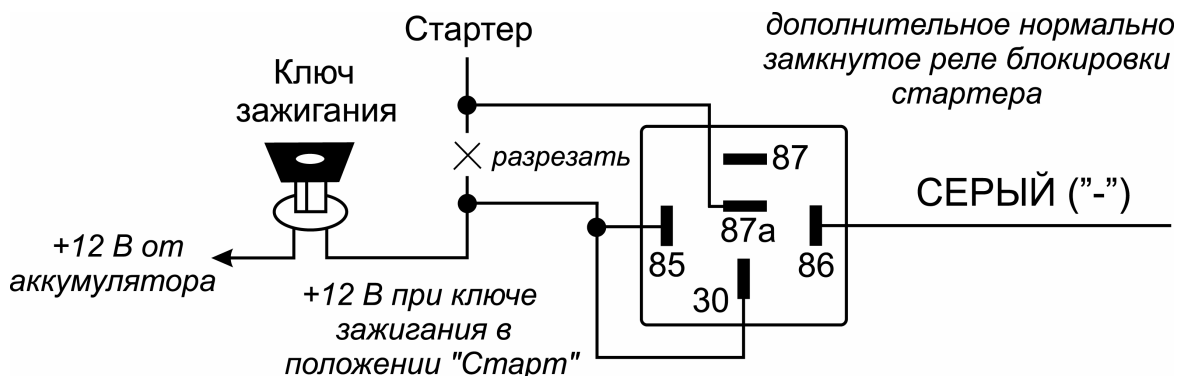 Стартер
дополнительное нормально
замкнутое реле блокировки
стартера
Ключ
зажигания
разрезать
87
СЕРЫЙ ("-")
87а
85
86
30
+12 В от
аккумулятора
+12 В при ключе
зажигания в
положении "Старт"